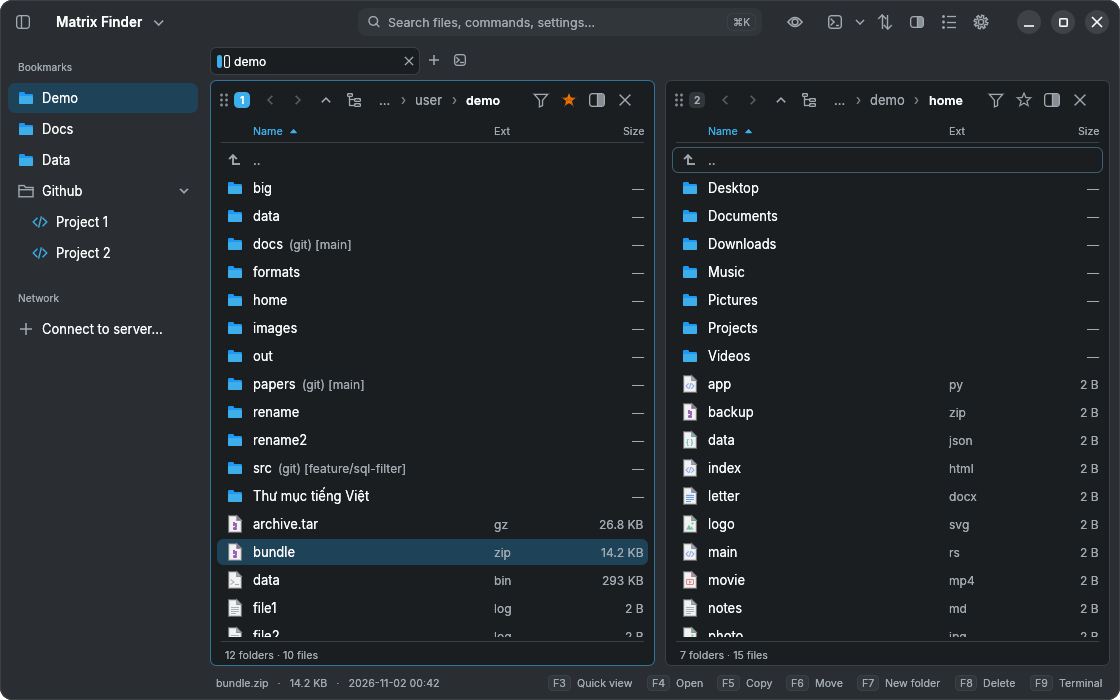 Matrix Finder
Search files, commands, settings... ⌘K
Bookmarks
Demo
Docs
Data
Github
Project 1
Project 2
Network
Connect to server...
demo
1 ... › user › demo
Name Ext Size
..
big —
data —
docs (git) [main] —
formats —
home —
images —
out —
papers (git) [main] —
rename —
rename2 —
src (git) [feature/sql-filter] —
Thư mục tiếng Việt —
archive.tar gz 26.8 KB
bundle zip 14.2 KB
data bin 293 KB
file1 log 2 B
file2 log 2 B
12 folders · 10 files
2 ... › demo › home
Name Ext Size
..
Desktop —
Documents —
Downloads —
Music —
Pictures —
Projects —
Videos —
app py 2 B
backup zip 2 B
data json 2 B
index html 2 B
letter docx 2 B
logo svg 2 B
main rs 2 B
movie mp4 2 B
notes md 2 B
photo jpg 2 B
7 folders · 15 files
bundle.zip · 14.2 KB · 2026-11-02 00:42
F3 Quick view F4 Open F5 Copy F6 Move F7 New folder F8 Delete F9 Terminal